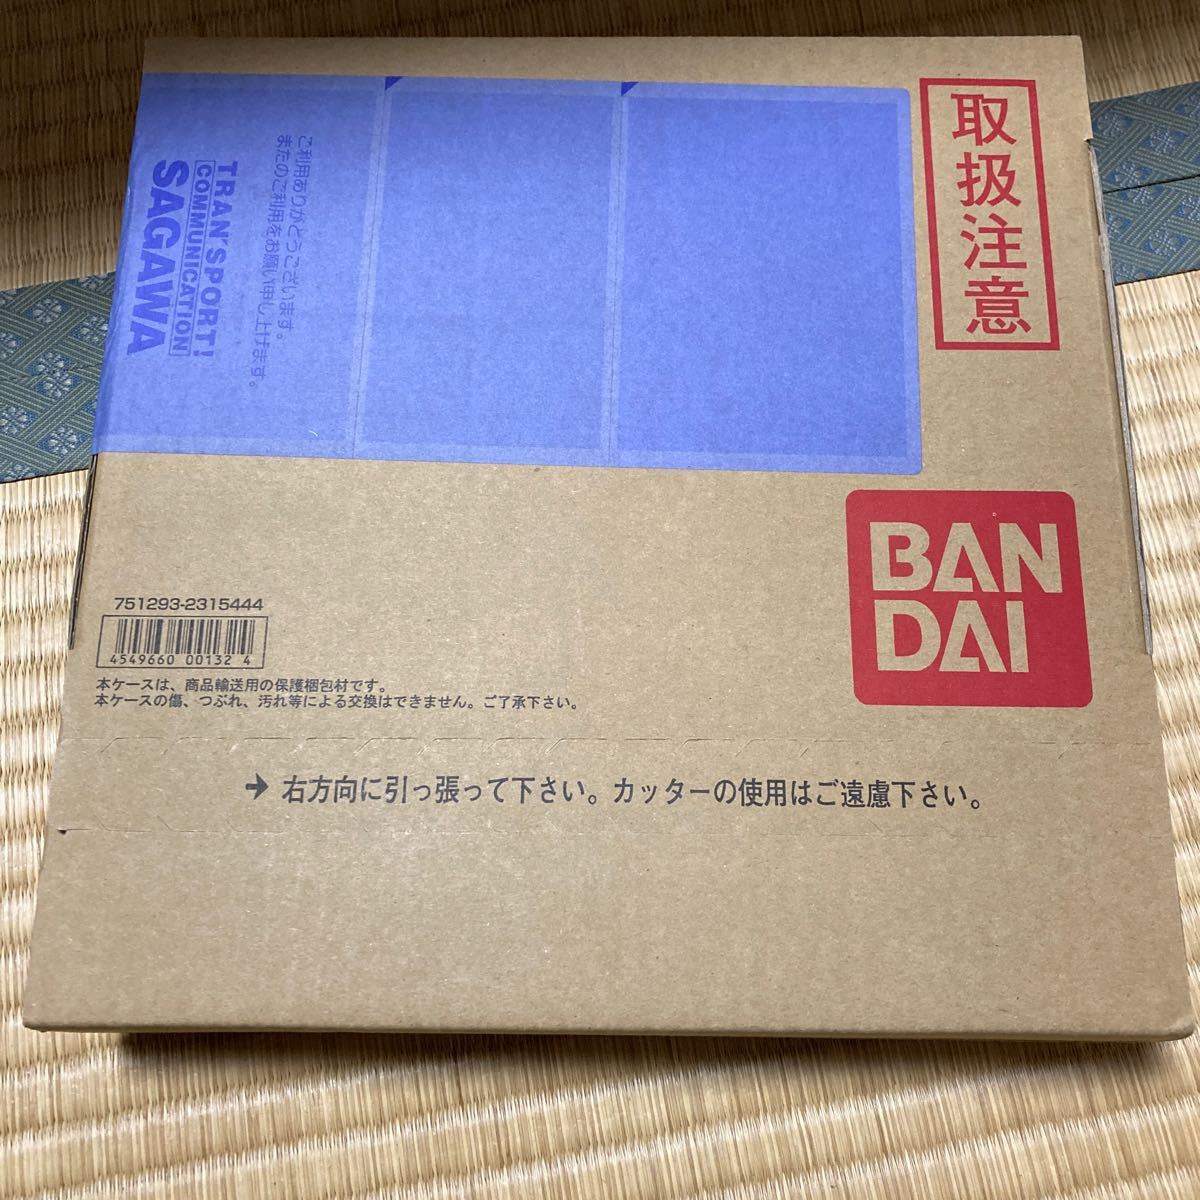 取扱注意
ご利用ありがとうございます。
またのご利用をお願い申し上げます。
TRAN'SPORT!
COMMUNICATION
SAGAWA
BAN
DAI
751293-2315444
4549660 00132 4
本ケースは、商品輸送用の保護梱包材です。
本ケースの傷、つぶれ、汚れ等による交換はできません。ご了承下さい。
→ 右方向に引っ張って下さい。カッターの使用はご遠慮下さい。